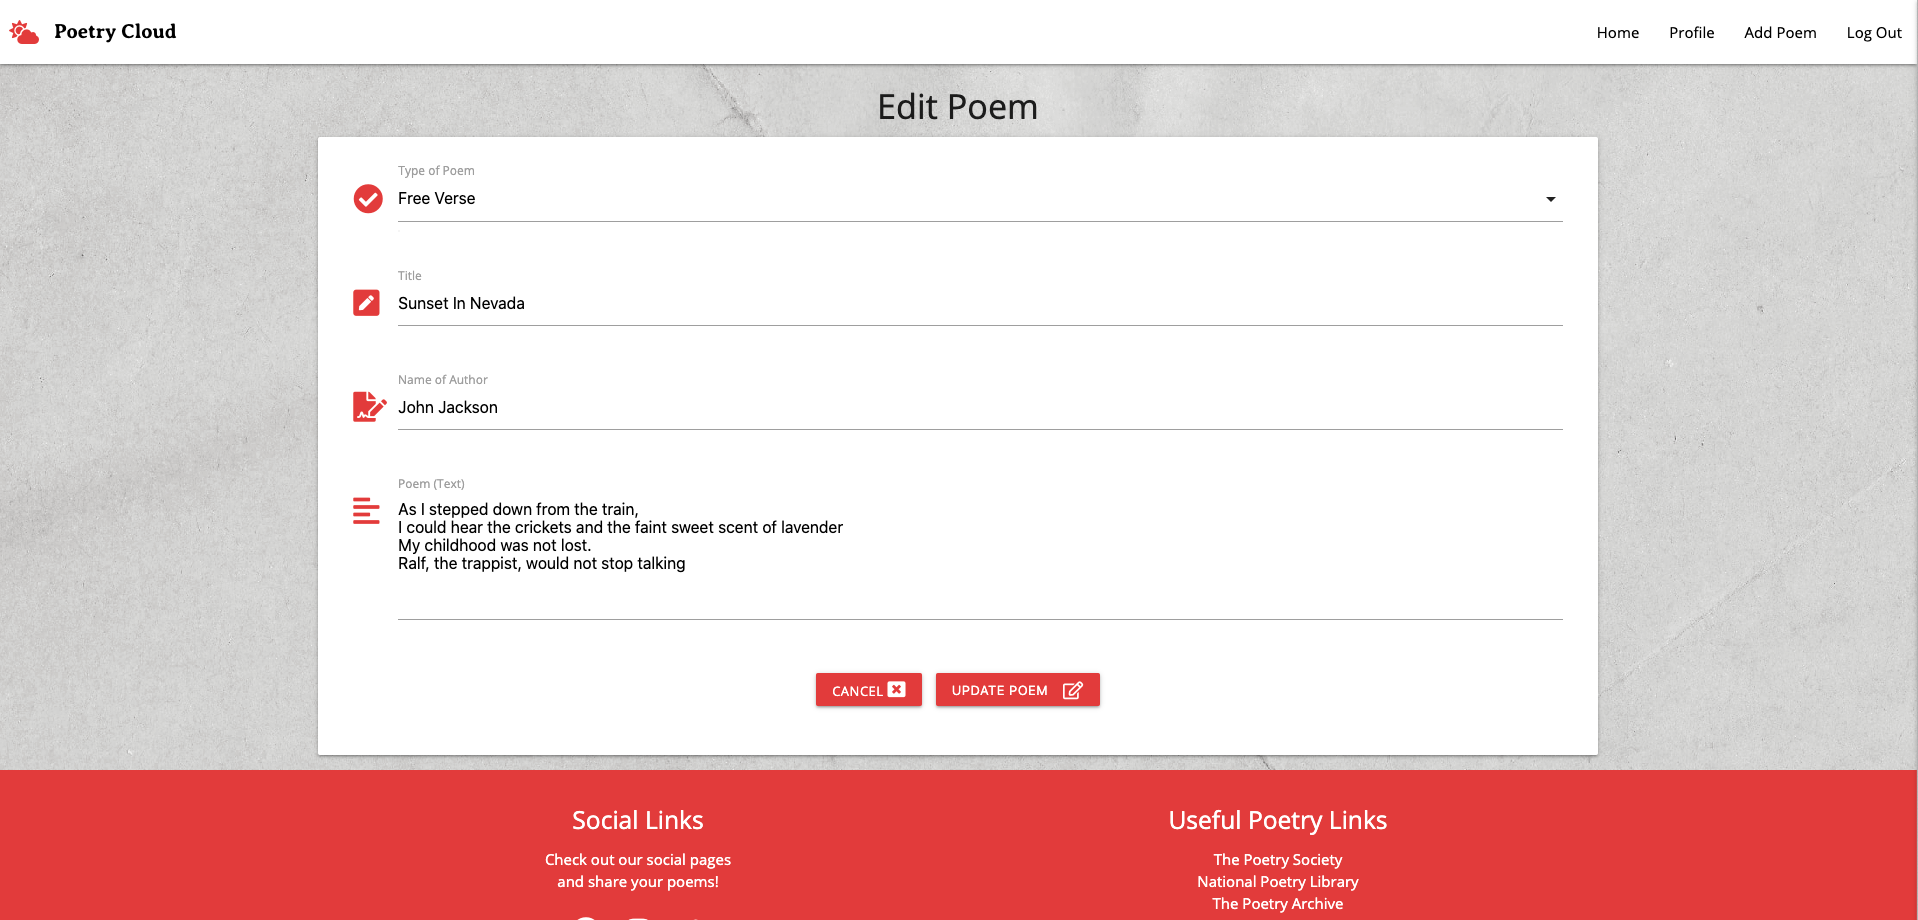 Poetry Cloud
Home
Profile
Add Poem
Log Out
Edit Poem
Type of Poem
Free Verse
Title
Sunset In Nevada
Name of Author
John Jackson
Poem (Text)
As I stepped down from the train,
I could hear the crickets and the faint sweet scent of lavender
My childhood was not lost.
Ralf, the trappist, would not stop talking
CANCEL
UPDATE POEM
Social Links
Check out our social pages
and share your poems!
Useful Poetry Links
The Poetry Society
National Poetry Library
The Poetry Archive